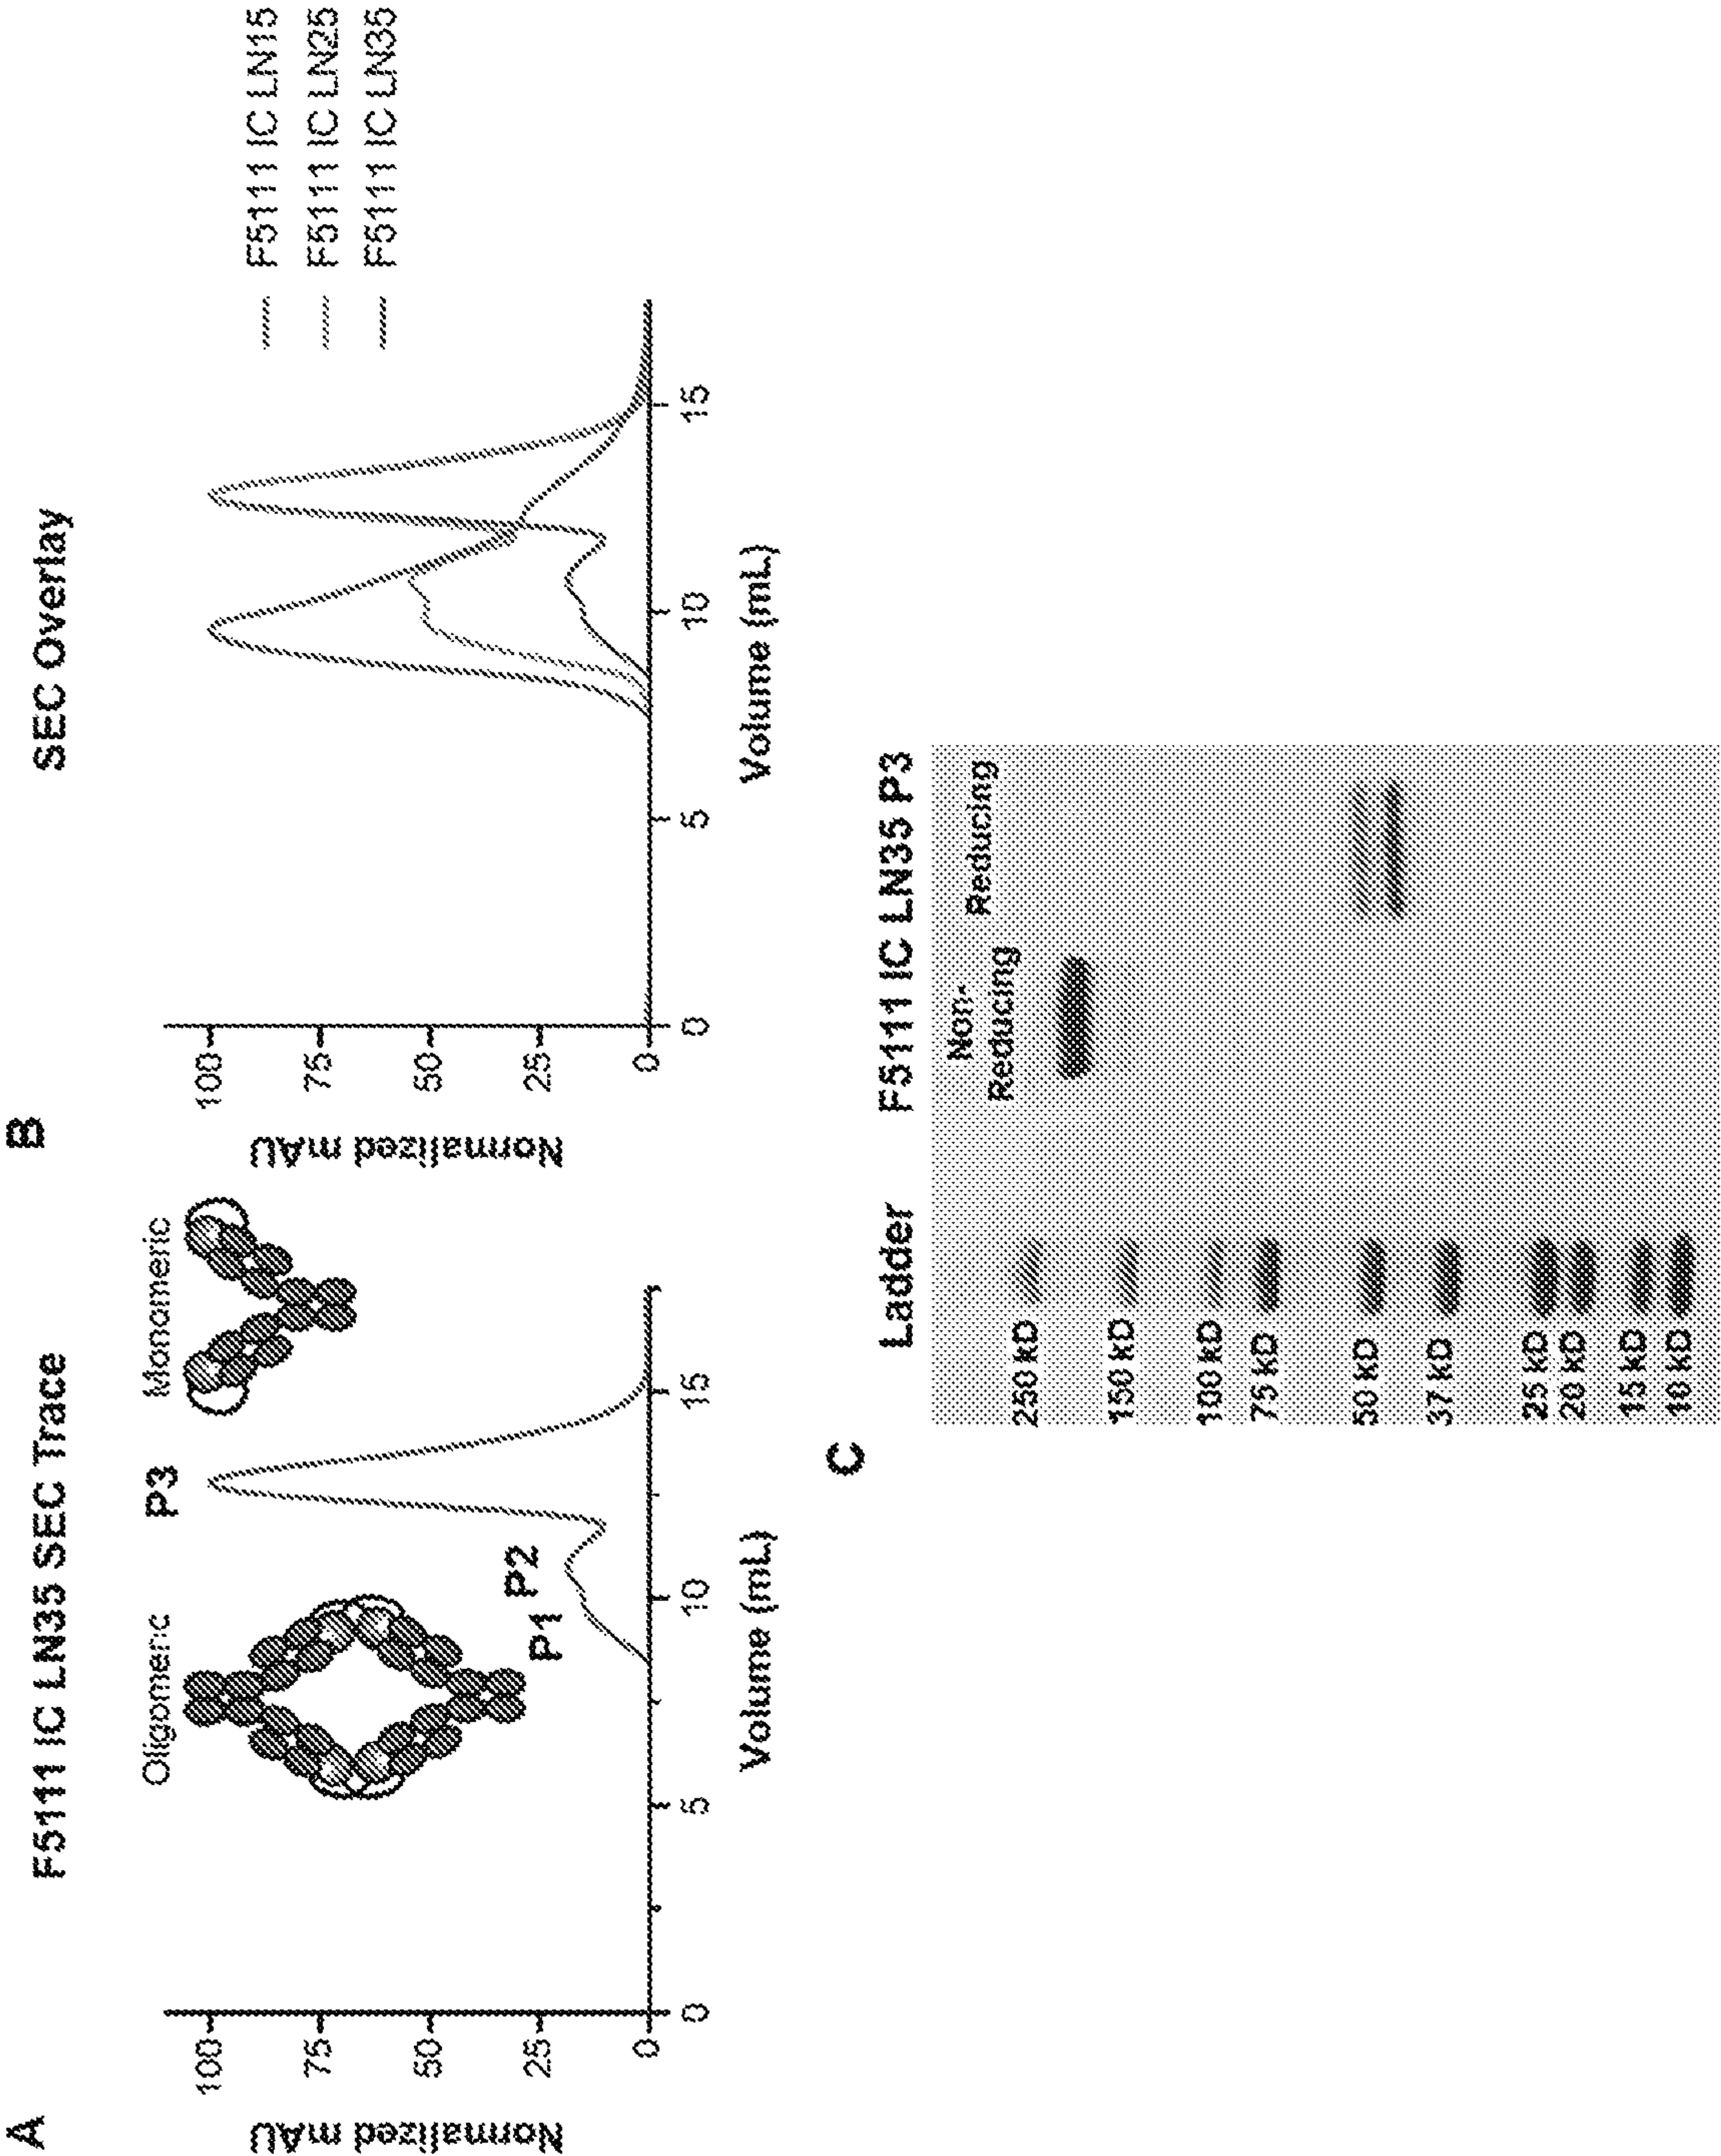 A
F5111 IC LN35 SEC Trace
Oligomeric
Monomeric
P3
P1
P2
Normalized mAU
100
75
50
25
0
0
5
10
15
Volume (mL)
B
SEC Overlay
F5111 IC LN15
F5111 IC LN25
F5111 IC LN35
Normalized mAU
100
75
50
25
0
0
5
10
15
Volume (mL)
C
Ladder
F5111 IC LN35 P3
Non-
Reducing
Reducing
250 kD
150 kD
100 kD
75 kD
50 kD
37 kD
25 kD
20 kD
15 kD
10 kD